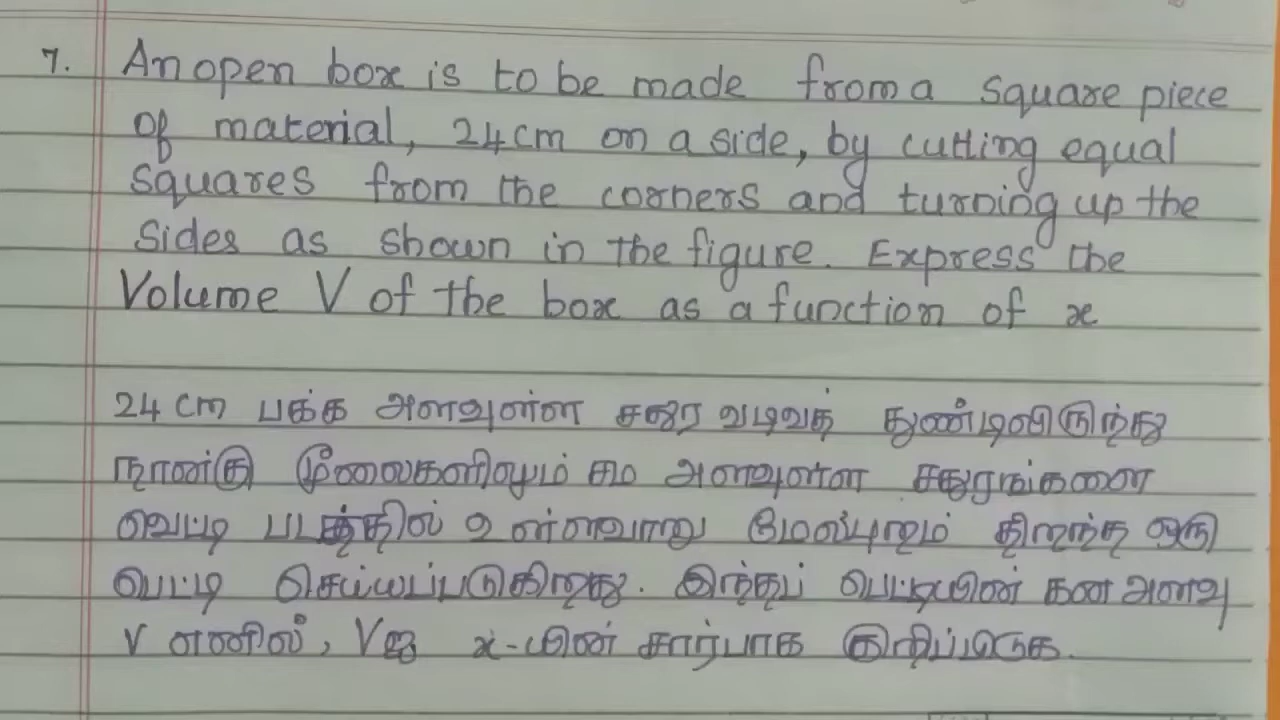 7. An open box is to be made from a square piece
of material, 24cm on a side, by cutting equal
squares from the corners and turning up the
sides as shown in the figure. Express the
Volume V of the box as a function of x
24 cm பக்க அளவுள்ள சதுர வடிவத் துண்டிலிருந்து
நான்கு மூலைகளிலும் சம அளவுள்ள சதுரங்களை
வெட்டி படத்தில் உள்ளவாறு மேல்புறம் திறந்த ஒரு
பெட்டி செய்யப்படுகிறது. இந்தப் பெட்டியின் கன அளவு
V எனில், Vஐ x-யின் சார்பாக குறிப்பிடுக.